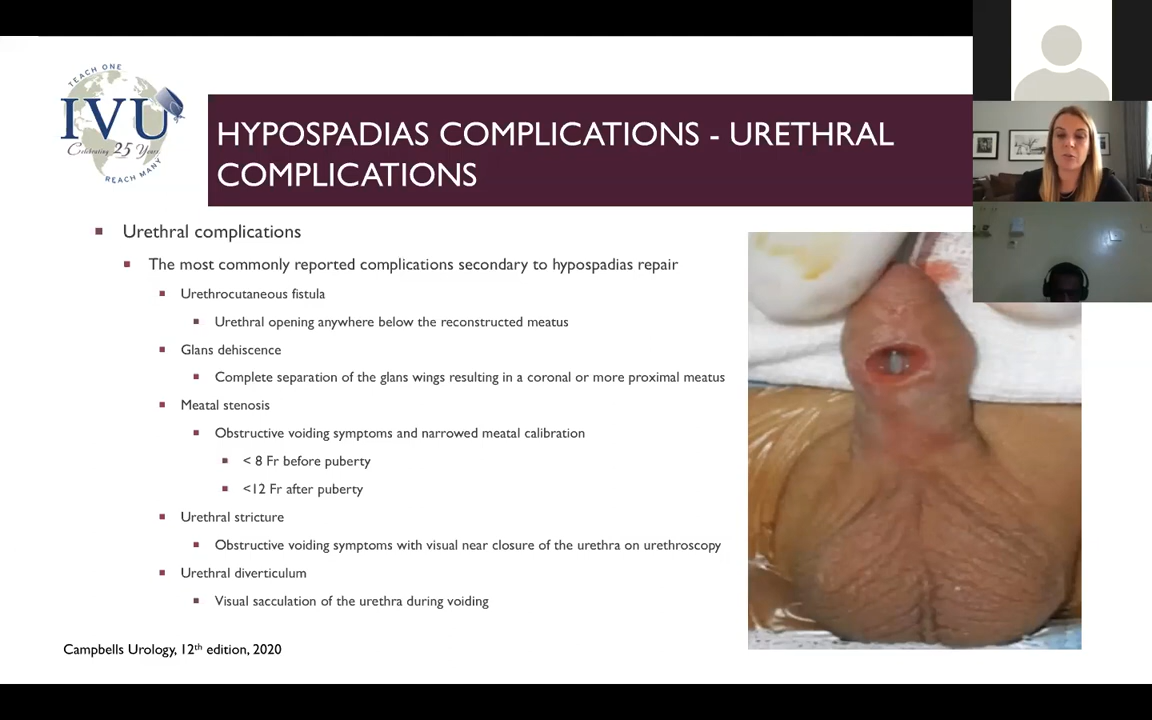 TEACH ONE
IVU
Celebrating 25 Years
REACH MANY
HYPOSPADIAS COMPLICATIONS - URETHRAL
COMPLICATIONS
Urethral complications
The most commonly reported complications secondary to hypospadias repair
Urethrocutaneous fistula
Urethral opening anywhere below the reconstructed meatus
Glans dehiscence
Complete separation of the glans wings resulting in a coronal or more proximal meatus
Meatal stenosis
Obstructive voiding symptoms and narrowed meatal calibration
< 8 Fr before puberty
<12 Fr after puberty
Urethral stricture
Obstructive voiding symptoms with visual near closure of the urethra on urethroscopy
Urethral diverticulum
Visual sacculation of the urethra during voiding
Campbells Urology, 12th edition, 2020